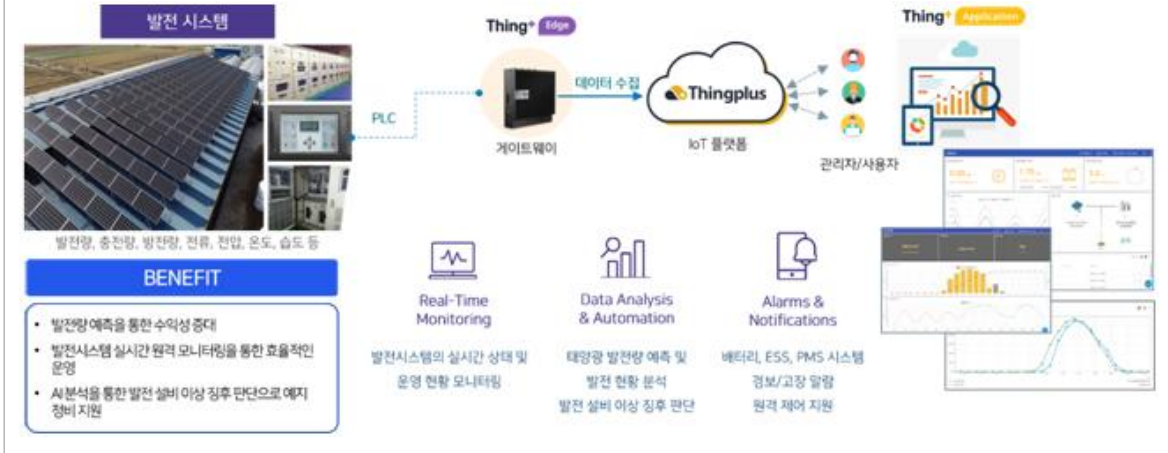 발전 시스템
Thing+ Edge
Thing+ Application
PLC
데이터 수집
Thingplus
게이트웨이
IoT 플랫폼
관리자/사용자
발전량, 충전량, 방전량, 전류, 전압, 온도, 습도 등
BENEFIT
• 발전량 예측을 통한 수익성 증대
• 발전시스템 실시간 원격 모니터링을 통한 효율적인
운영
• AI 분석을 통한 발전 설비 이상 징후 판단으로 예지
정비 지원
Real-Time
Monitoring
발전시스템의 실시간 상태 및
운영 현황 모니터링
Data Analysis
& Automation
태양광 발전량 예측 및
발전 현황 분석
발전 설비 이상 징후 판단
Alarms &
Notifications
배터리, ESS, PMS 시스템
경보/고장 알람
원격 제어 지원